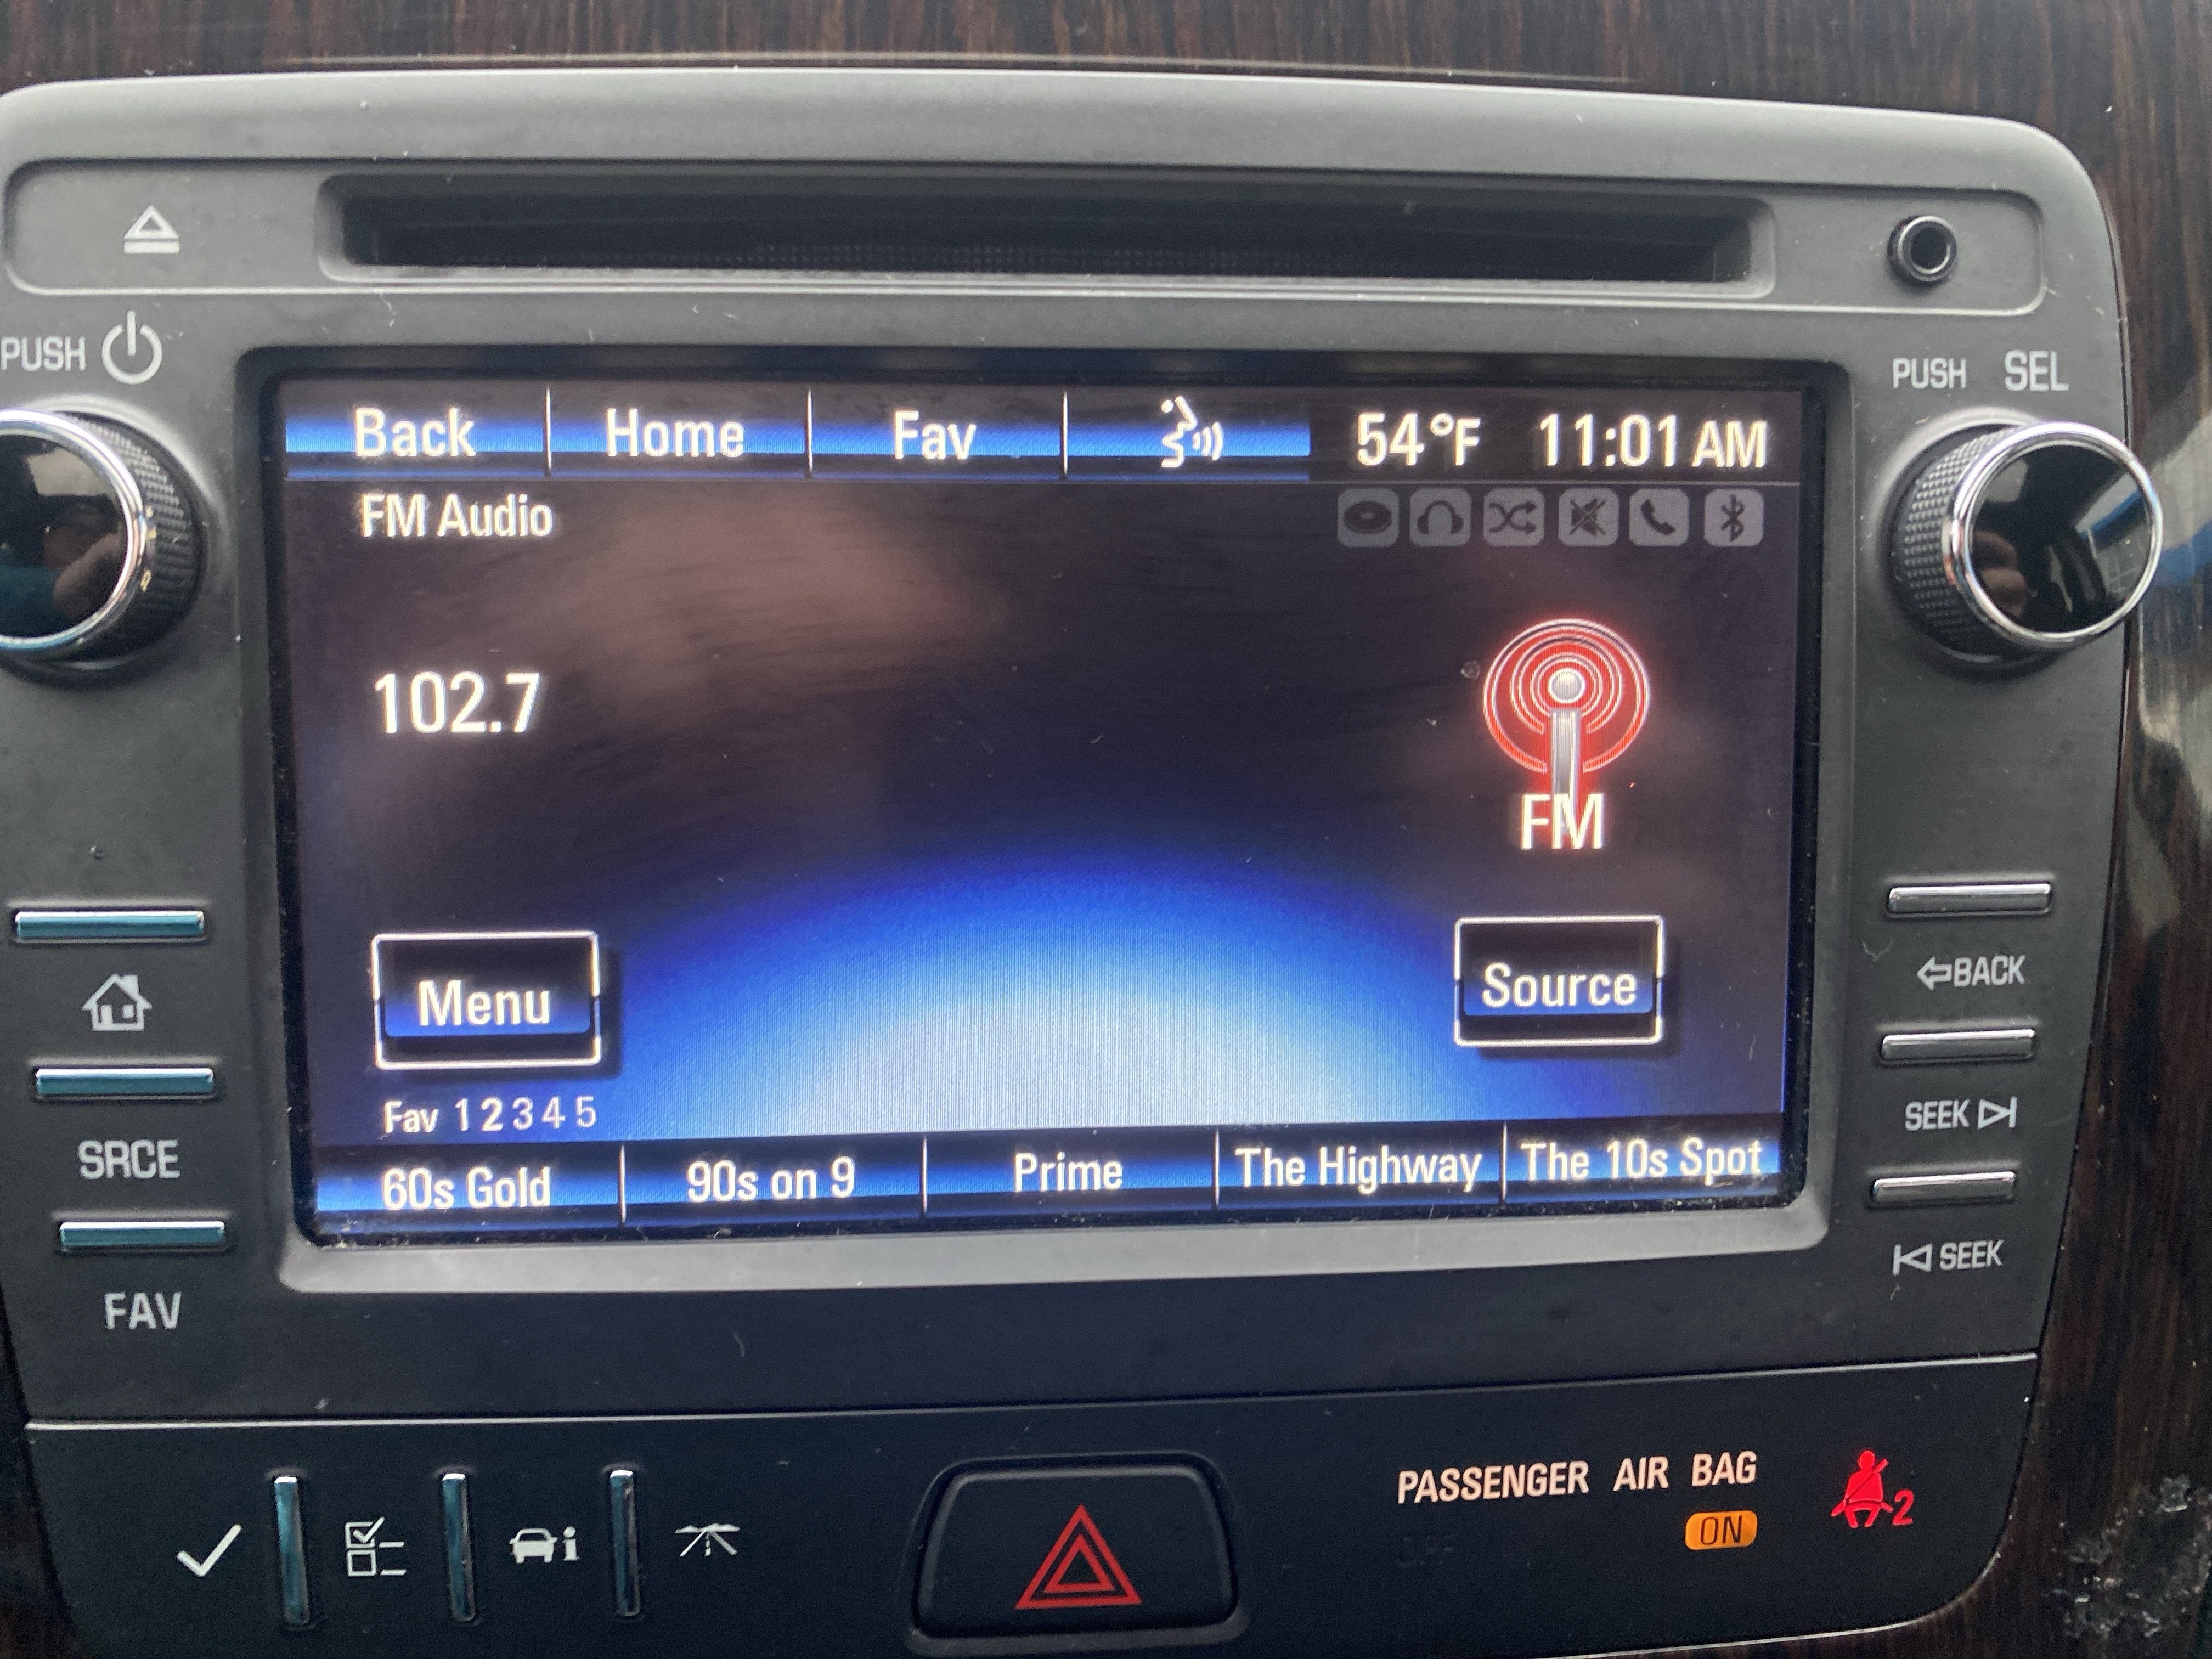 PUSH
PUSH SEL
Back Home Fav 54°F 11:01 AM
FM Audio
102.7
FM
Menu
Source
BACK
Fav 1 2 3 4 5
SEEK
60s Gold 90s on 9 Prime The Highway The 10s Spot
SRCE
SEEK
FAV
PASSENGER AIR BAG
OFF ON
2